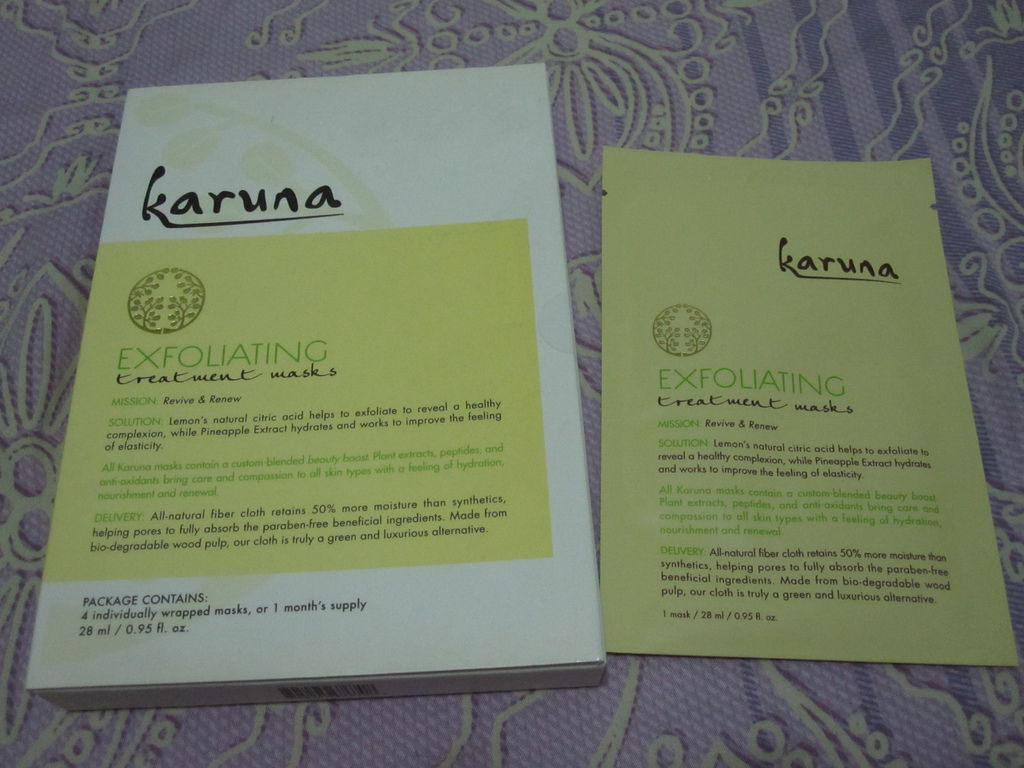 karuna
EXFOLIATING
treatment masks
MISSION: Revive & Renew
SOLUTION: Lemon's natural citric acid helps to exfoliate to reveal a healthy
complexion, while Pineapple Extract hydrates and works to improve the feeling
of elasticity.
All Karuna masks contain a custom-blended beauty boost. Plant extracts, peptides, and
anti-oxidants bring care and compassion to all skin types with a feeling of hydration,
nourishment and renewal.
DELIVERY: All-natural fiber cloth retains 50% more moisture than synthetics,
helping pores to fully absorb the paraben-free beneficial ingredients. Made from
bio-degradable wood pulp, our cloth is truly a green and luxurious alternative.
PACKAGE CONTAINS:
4 individually wrapped masks, or 1 month's supply
28 ml / 0.95 fl. oz.
karuna
EXFOLIATING
treatment masks
MISSION: Revive & Renew
SOLUTION: Lemon's natural citric acid helps to exfoliate to
reveal a healthy complexion, while Pineapple Extract hydrates
and works to improve the feeling of elasticity.
All Karuna masks contain a custom-blended beauty boost.
Plant extracts, peptides, and anti-oxidants bring care and
compassion to all skin types with a feeling of hydration,
nourishment and renewal.
DELIVERY: All-natural fiber cloth retains 50% more moisture than
synthetics, helping pores to fully absorb the paraben-free
beneficial ingredients. Made from bio-degradable wood
pulp, our cloth is truly a green and luxurious alternative.
1 mask / 28 ml / 0.95 fl. oz.